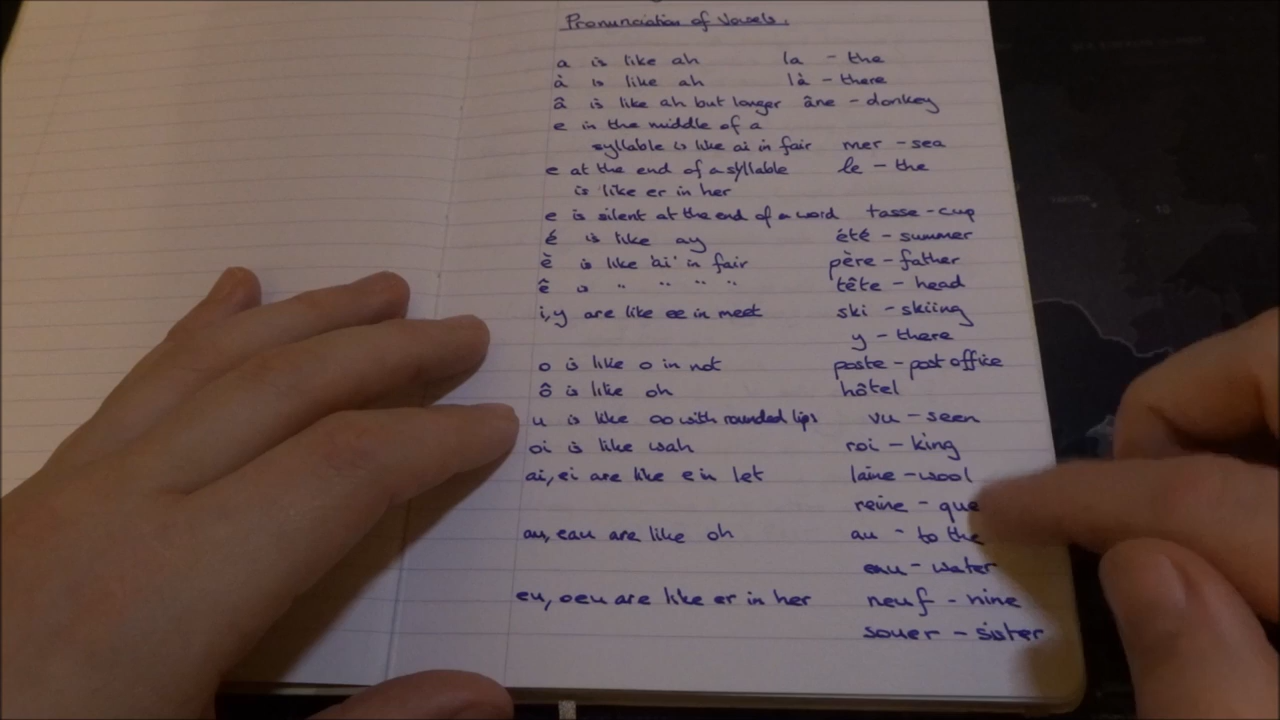 Pronunciation of Vowels.
a is like ah la - the
à is like ah là - there
â is like ah but longer âne - donkey
e in the middle of a
syllable is like ai in fair mer - sea
e at the end of a syllable le - the
is like er in her
e is silent at the end of a word tasse - cup
é is like ay été - summer
è is like 'ai' in fair père - father
ê is " " " " tête - head
i, y are like ee in meet ski - skiing
y - there
o is like o in not poste - post office
ô is like oh hôtel
u is like oo with rounded lips vu - seen
oi is like wah roi - king
ai, ei are like e in let laine - wool
reine - que
au, eau are like oh au - to the
eau - water
eu, oeu are like er in her neuf - nine
souer - sister